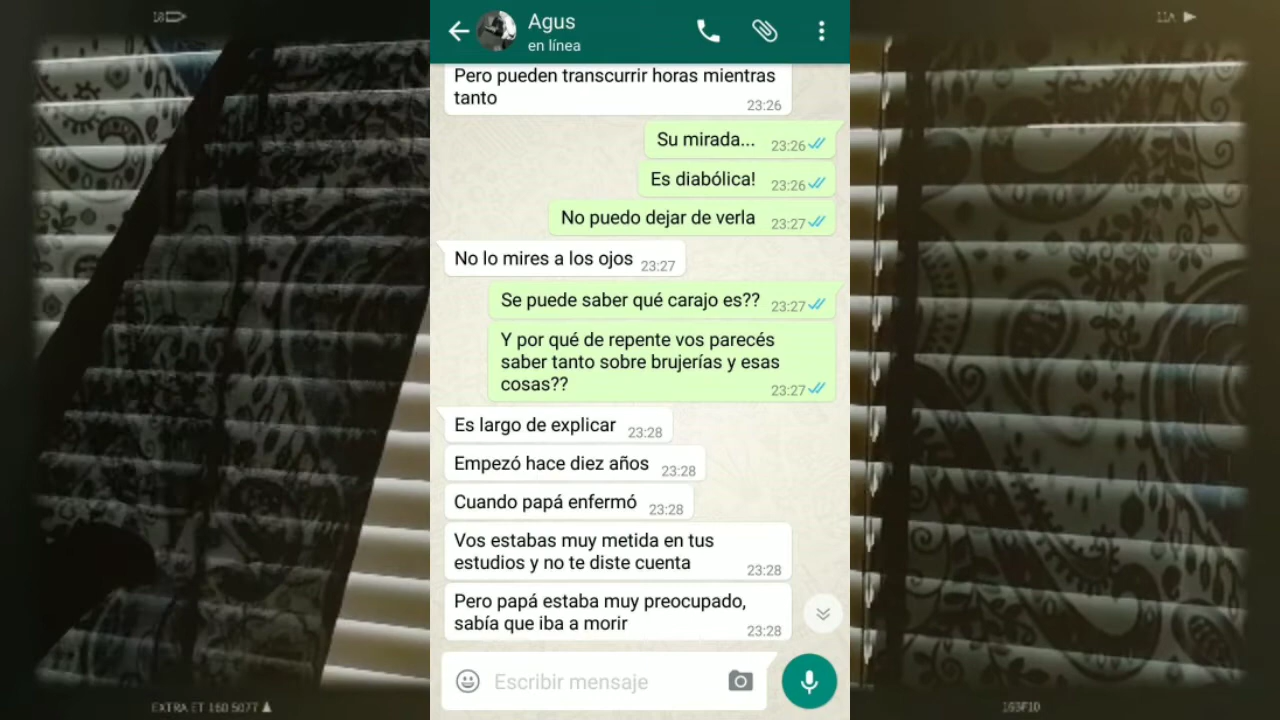 Agus
en línea
Pero pueden transcurrir horas mientras
tanto
23:26
Su mirada...
23:26
Es diabólica!
23:26
No puedo dejar de verla
23:27
No lo mires a los ojos
23:27
Se puede saber qué carajo es??
23:27
Y por qué de repente vos parecés
saber tanto sobre brujerías y esas
cosas??
23:27
Es largo de explicar
23:28
Empezó hace diez años
23:28
Cuando papá enfermó
23:28
Vos estabas muy metida en tus
estudios y no te diste cuenta
23:28
Pero papá estaba muy preocupado,
sabía que iba a morir
23:28
Escribir mensaje
11A
EXTRA ET 160 5077